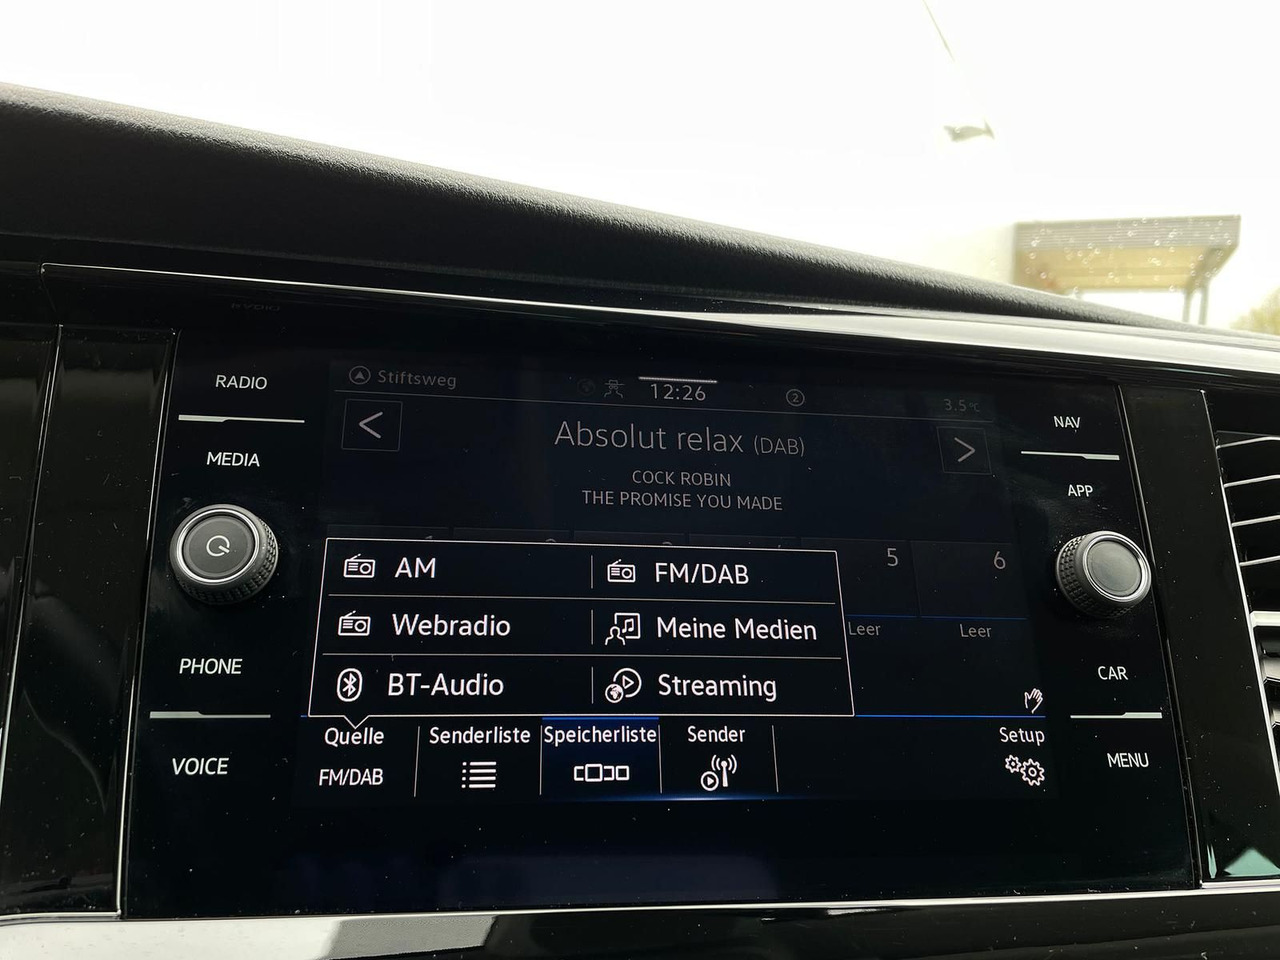 RADIO
MEDIA
PHONE
VOICE
Stiftsweg
12:26
2
3.5°C
Absolut relax (DAB)
COCK ROBIN
THE PROMISE YOU MADE
5
6
Leer
Leer
AM
FM/DAB
Webradio
Meine Medien
BT-Audio
Streaming
Quelle
FM/DAB
Senderliste
Speicherliste
Sender
Setup
NAV
APP
CAR
MENU